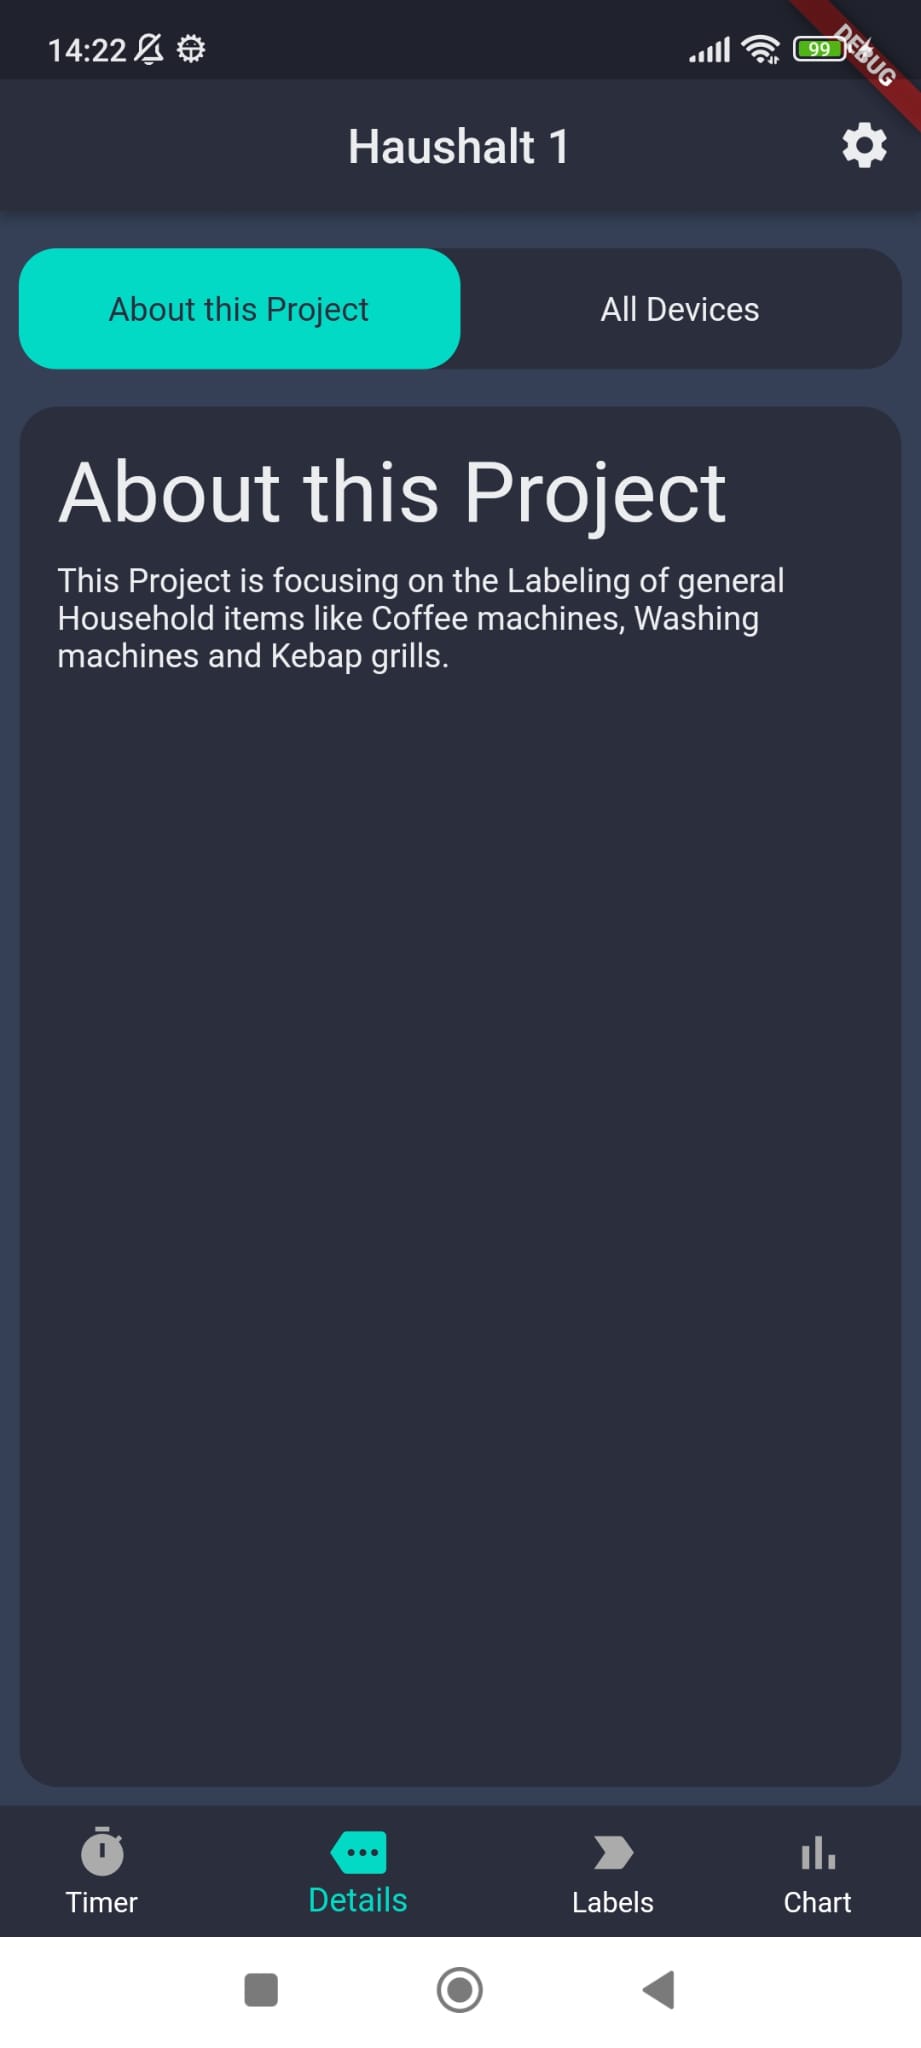 14:22
99
DEBUG
Haushalt 1
About this Project
All Devices
About this Project
This Project is focusing on the Labeling of general
Household items like Coffee machines, Washing
machines and Kebap grills.
Timer
Details
Labels
Chart